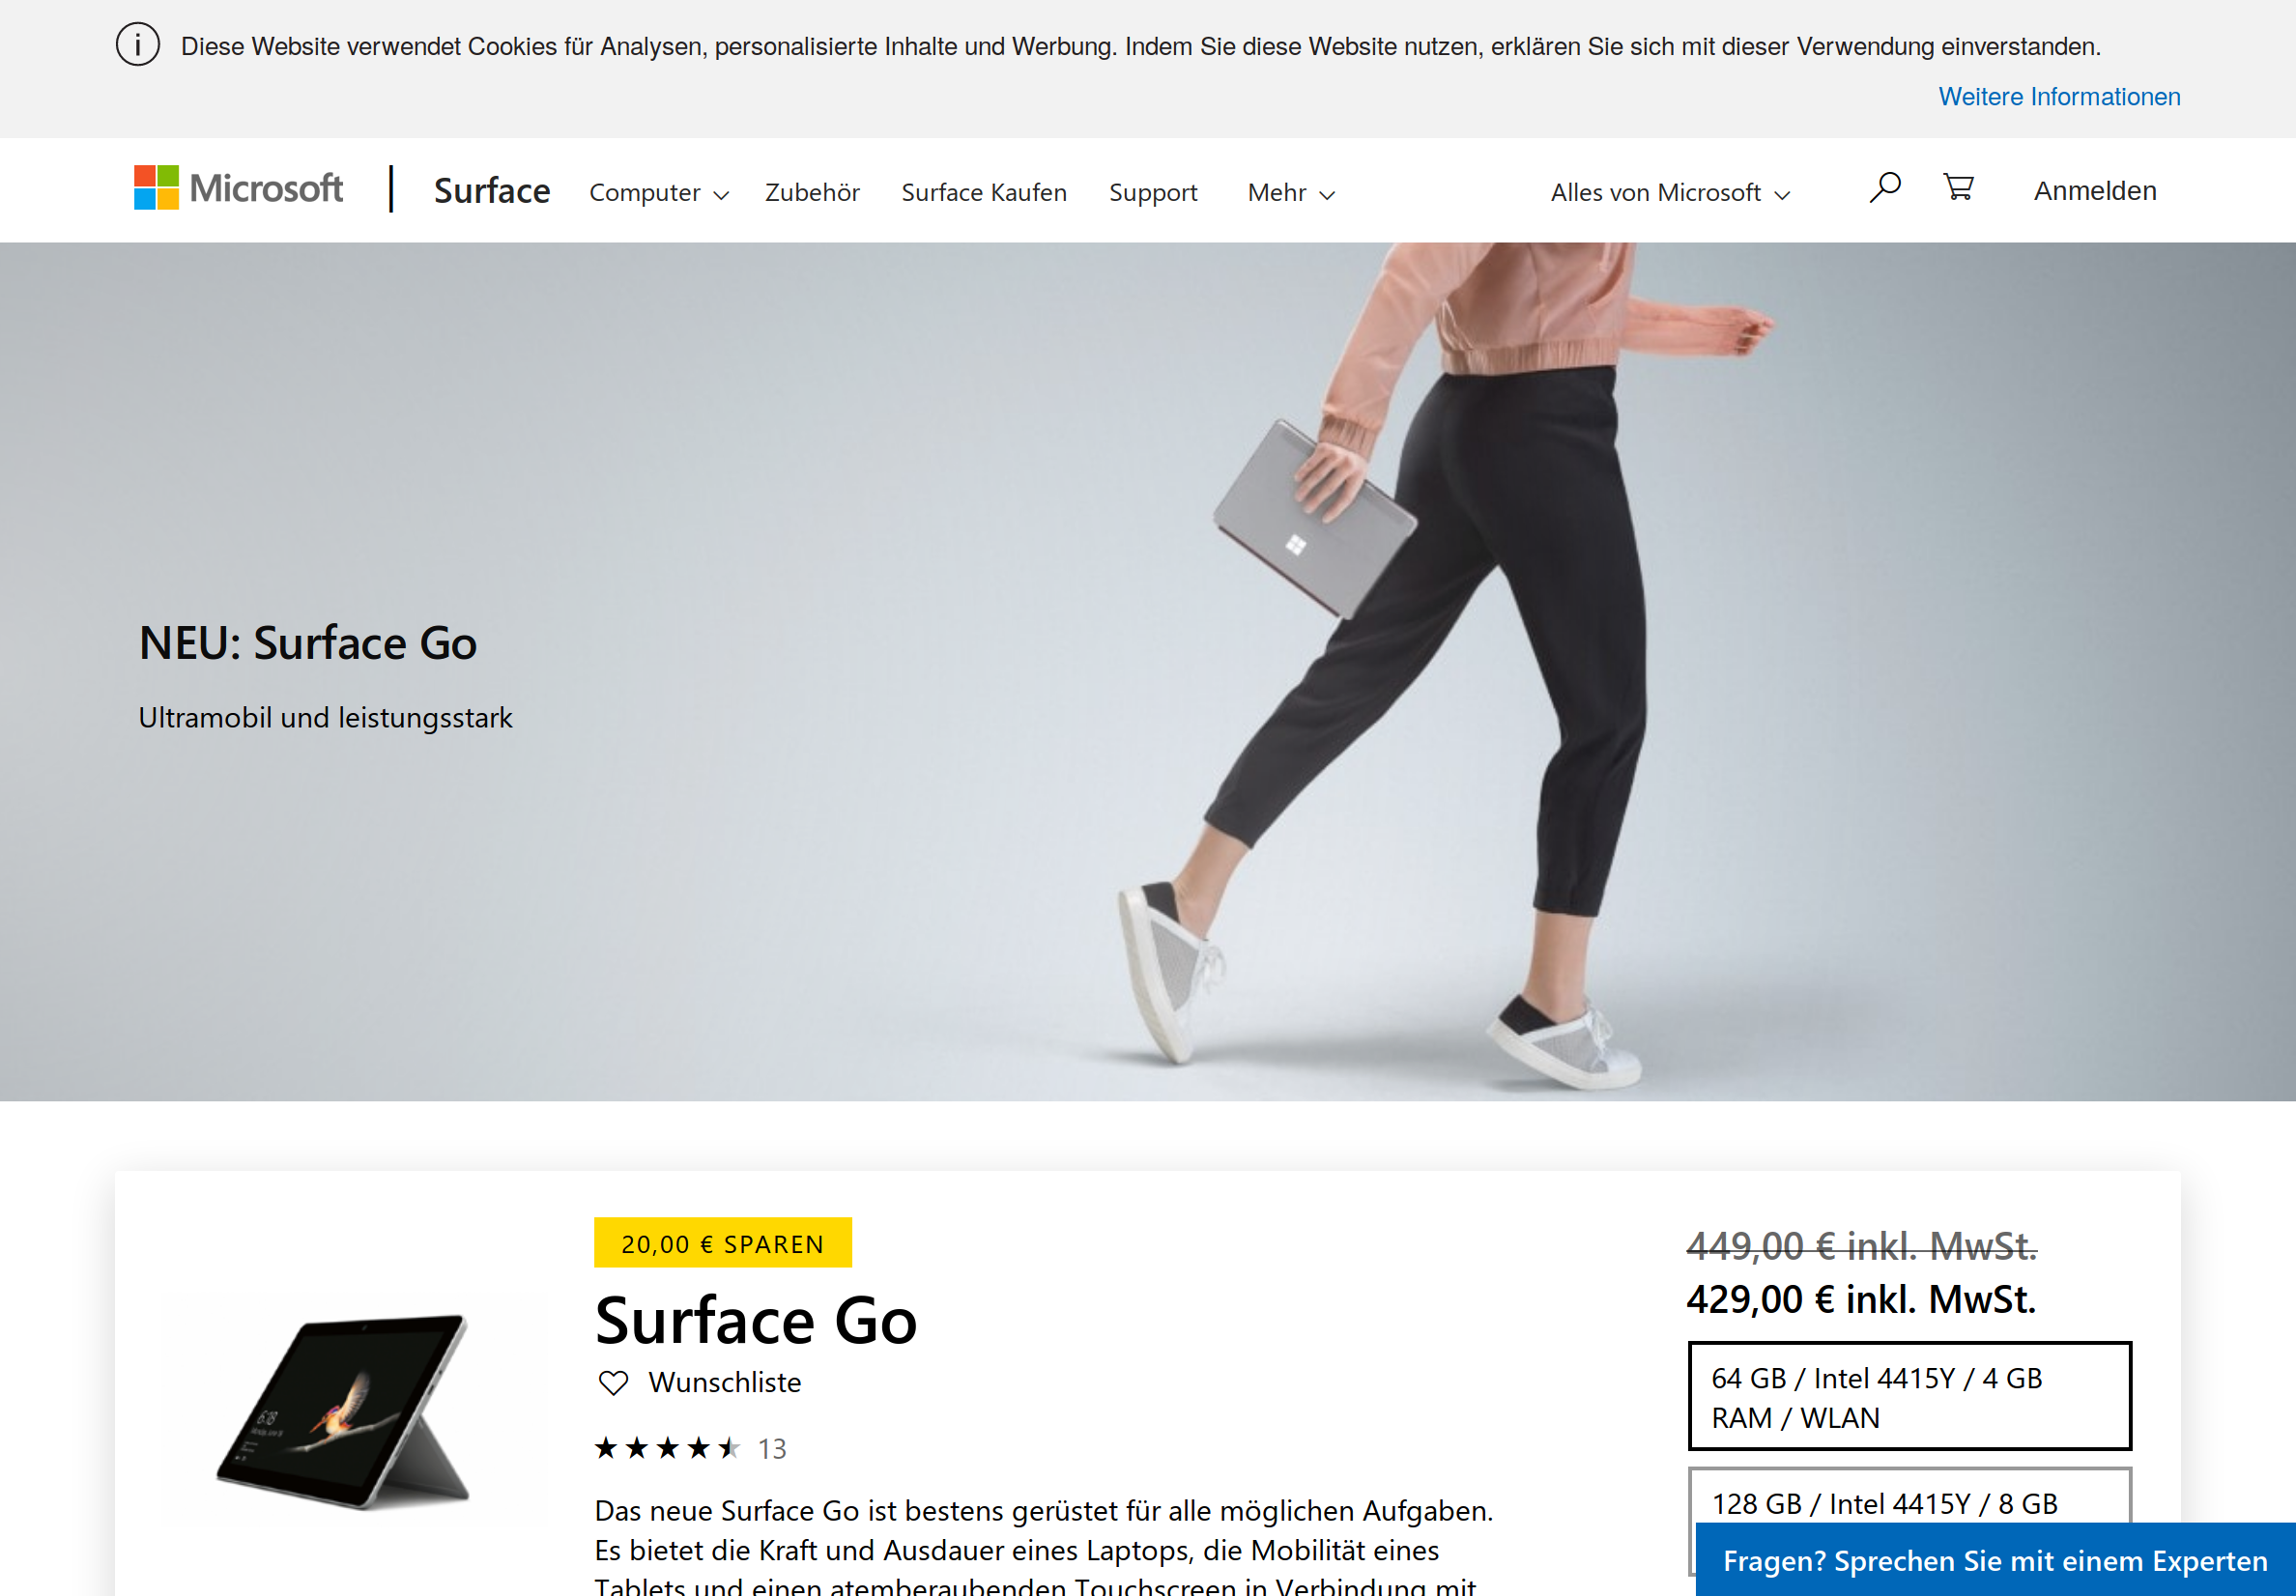 Diese Website verwendet Cookies für Analysen, personalisierte Inhalte und Werbung. Indem Sie diese Website nutzen, erklären Sie sich mit dieser Verwendung einverstanden.
Weitere Informationen
Microsoft
Surface
Computer
Zubehör
Surface Kaufen
Support
Mehr
Alles von Microsoft
Anmelden
NEU: Surface Go
Ultramobil und leistungsstark
20,00 € SPAREN
Surface Go
Wunschliste
13
Das neue Surface Go ist bestens gerüstet für alle möglichen Aufgaben.
Es bietet die Kraft und Ausdauer eines Laptops, die Mobilität eines
Tablets und einen atemberaubenden Touchscreen in Verbindung mit
449,00 € inkl. MwSt.
429,00 € inkl. MwSt.
64 GB / Intel 4415Y / 4 GB
RAM / WLAN
128 GB / Intel 4415Y / 8 GB
Fragen? Sprechen Sie mit einem Experten